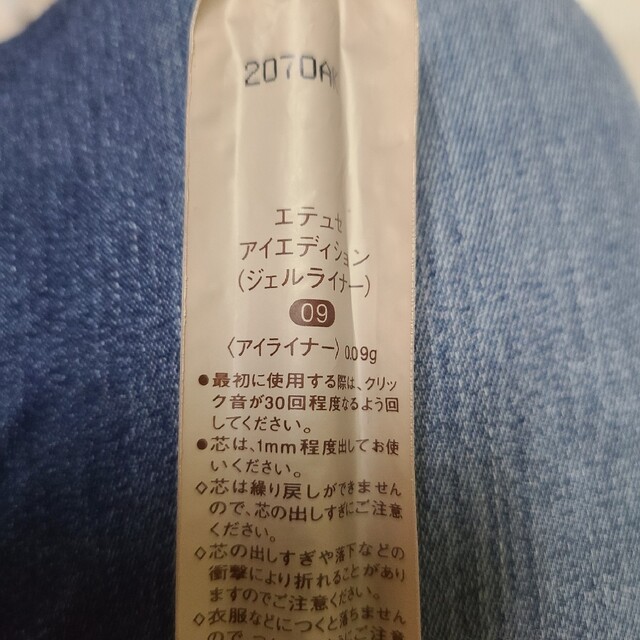 2070A
エテュセ
アイエディション
(ジェルライナー)
09
〈アイライナー〉0.09g
●最初に使用する際は、クリッ
ク音が30回程度なるよう回
してください。
●芯は、1mm程度出してお使
いください。
◇芯は繰り戻しができません
ので、芯の出しすぎにご注意
ください。
◇芯の出しすぎや落下などの
衝撃により折れることがあり
ますのでご注意ください。
◇衣服などにつくと落ちません
ので